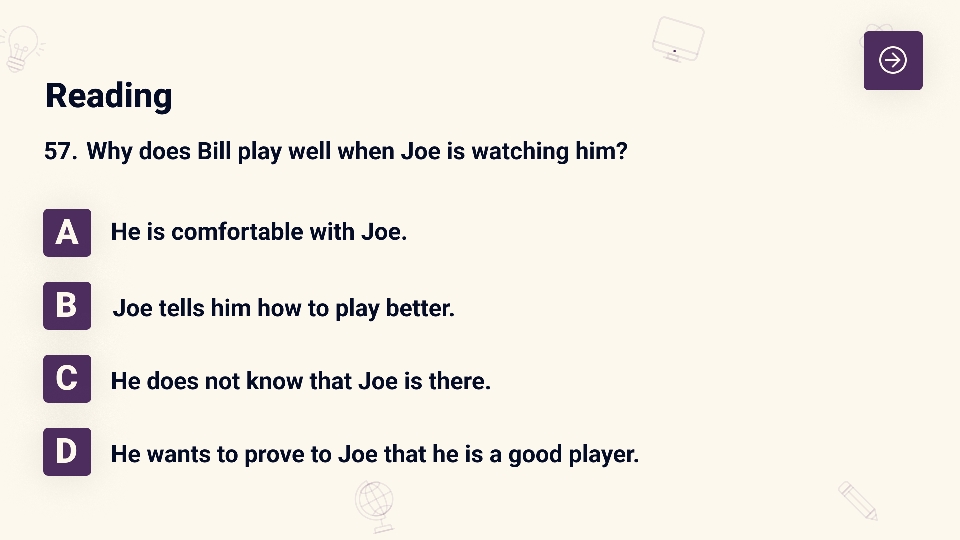 Reading
57. Why does Bill play well when Joe is watching him?
A He is comfortable with Joe.
B Joe tells him how to play better.
C He does not know that Joe is there.
D He wants to prove to Joe that he is a good player.